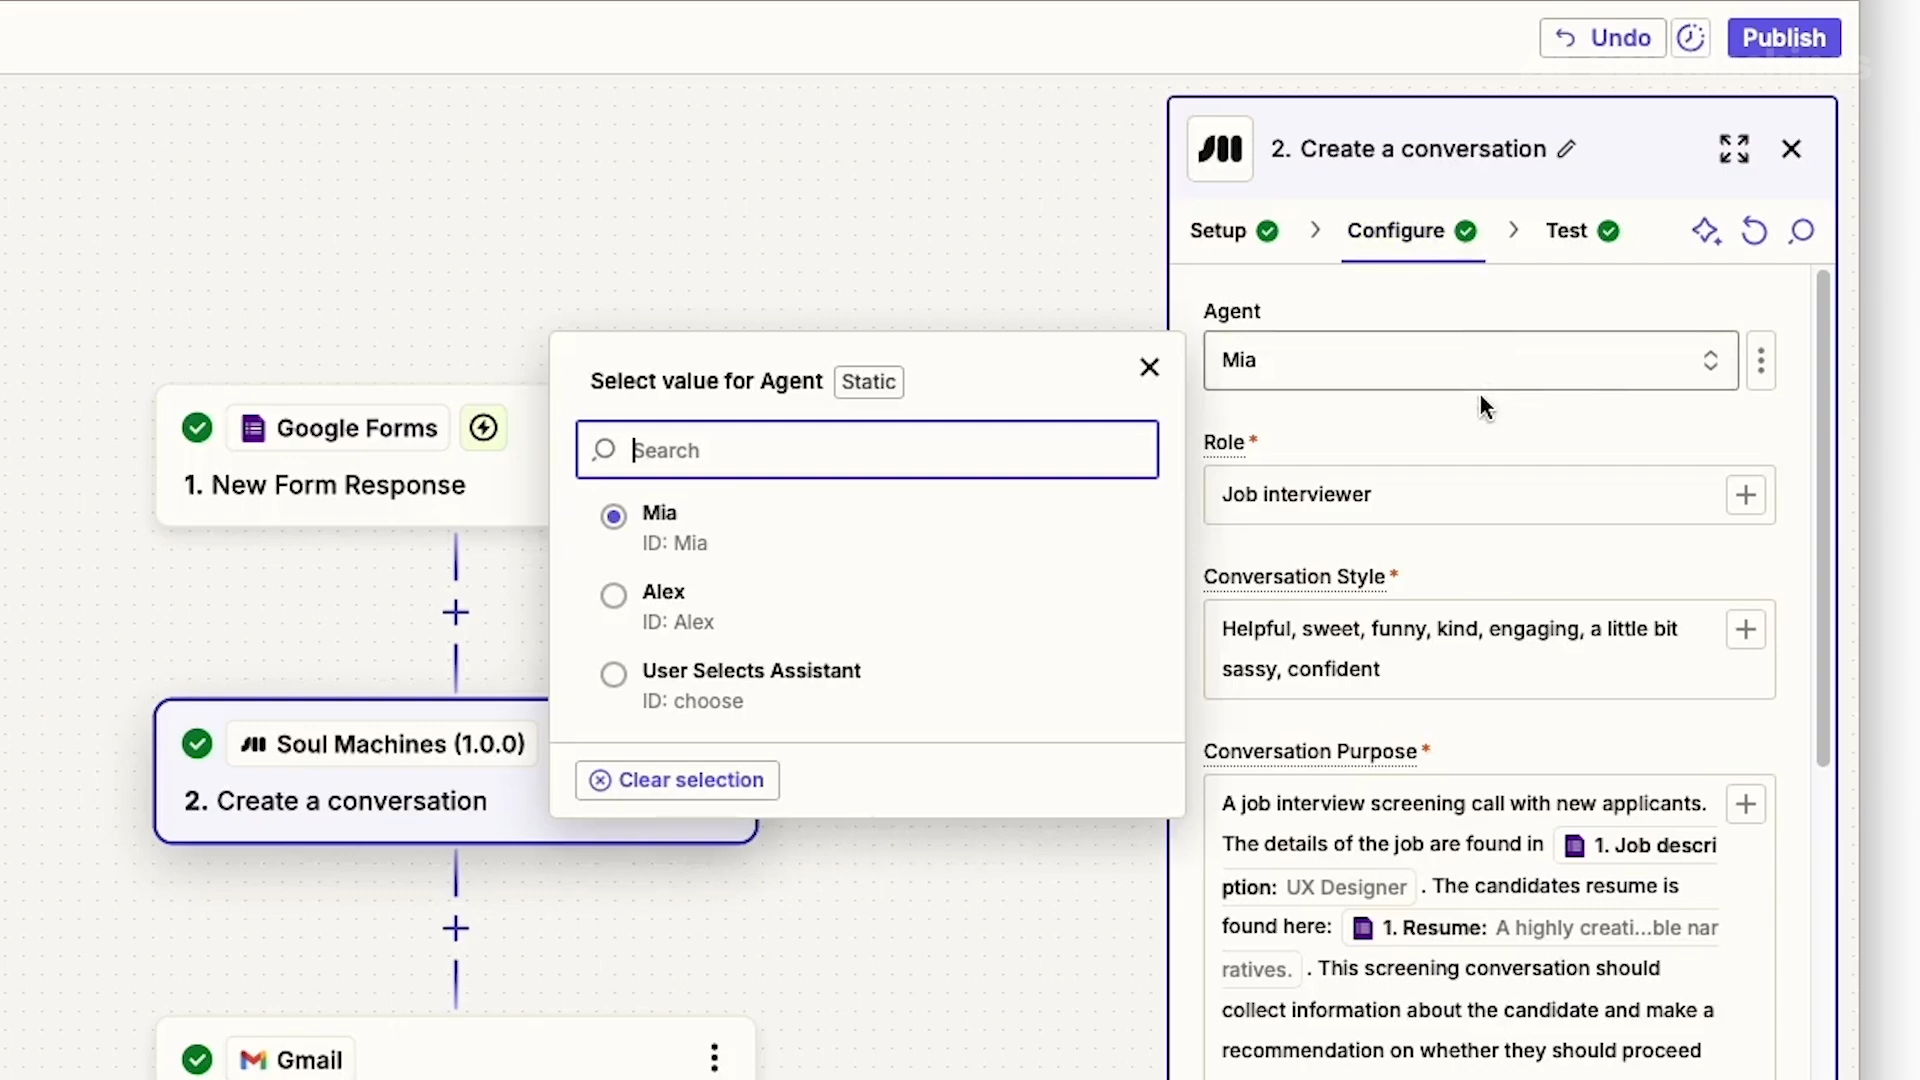 Undo
Publish
2. Create a conversation
Setup
Configure
Test
Agent
Mia
Role*
Job interviewer
Conversation Style*
Helpful, sweet, funny, kind, engaging, a little bit
sassy, confident
Conversation Purpose*
A job interview screening call with new applicants.
The details of the job are found in 1. Job descri
ption: UX Designer . The candidates resume is
found here: 1. Resume: A highly creati...ble nar
ratives. . This screening conversation should
collect information about the candidate and make a
recommendation on whether they should proceed
Select value for Agent Static
Search
Mia
ID: Mia
Alex
ID: Alex
User Selects Assistant
ID: choose
Clear selection
Google Forms
1. New Form Response
Soul Machines (1.0.0)
2. Create a conversation
Gmail